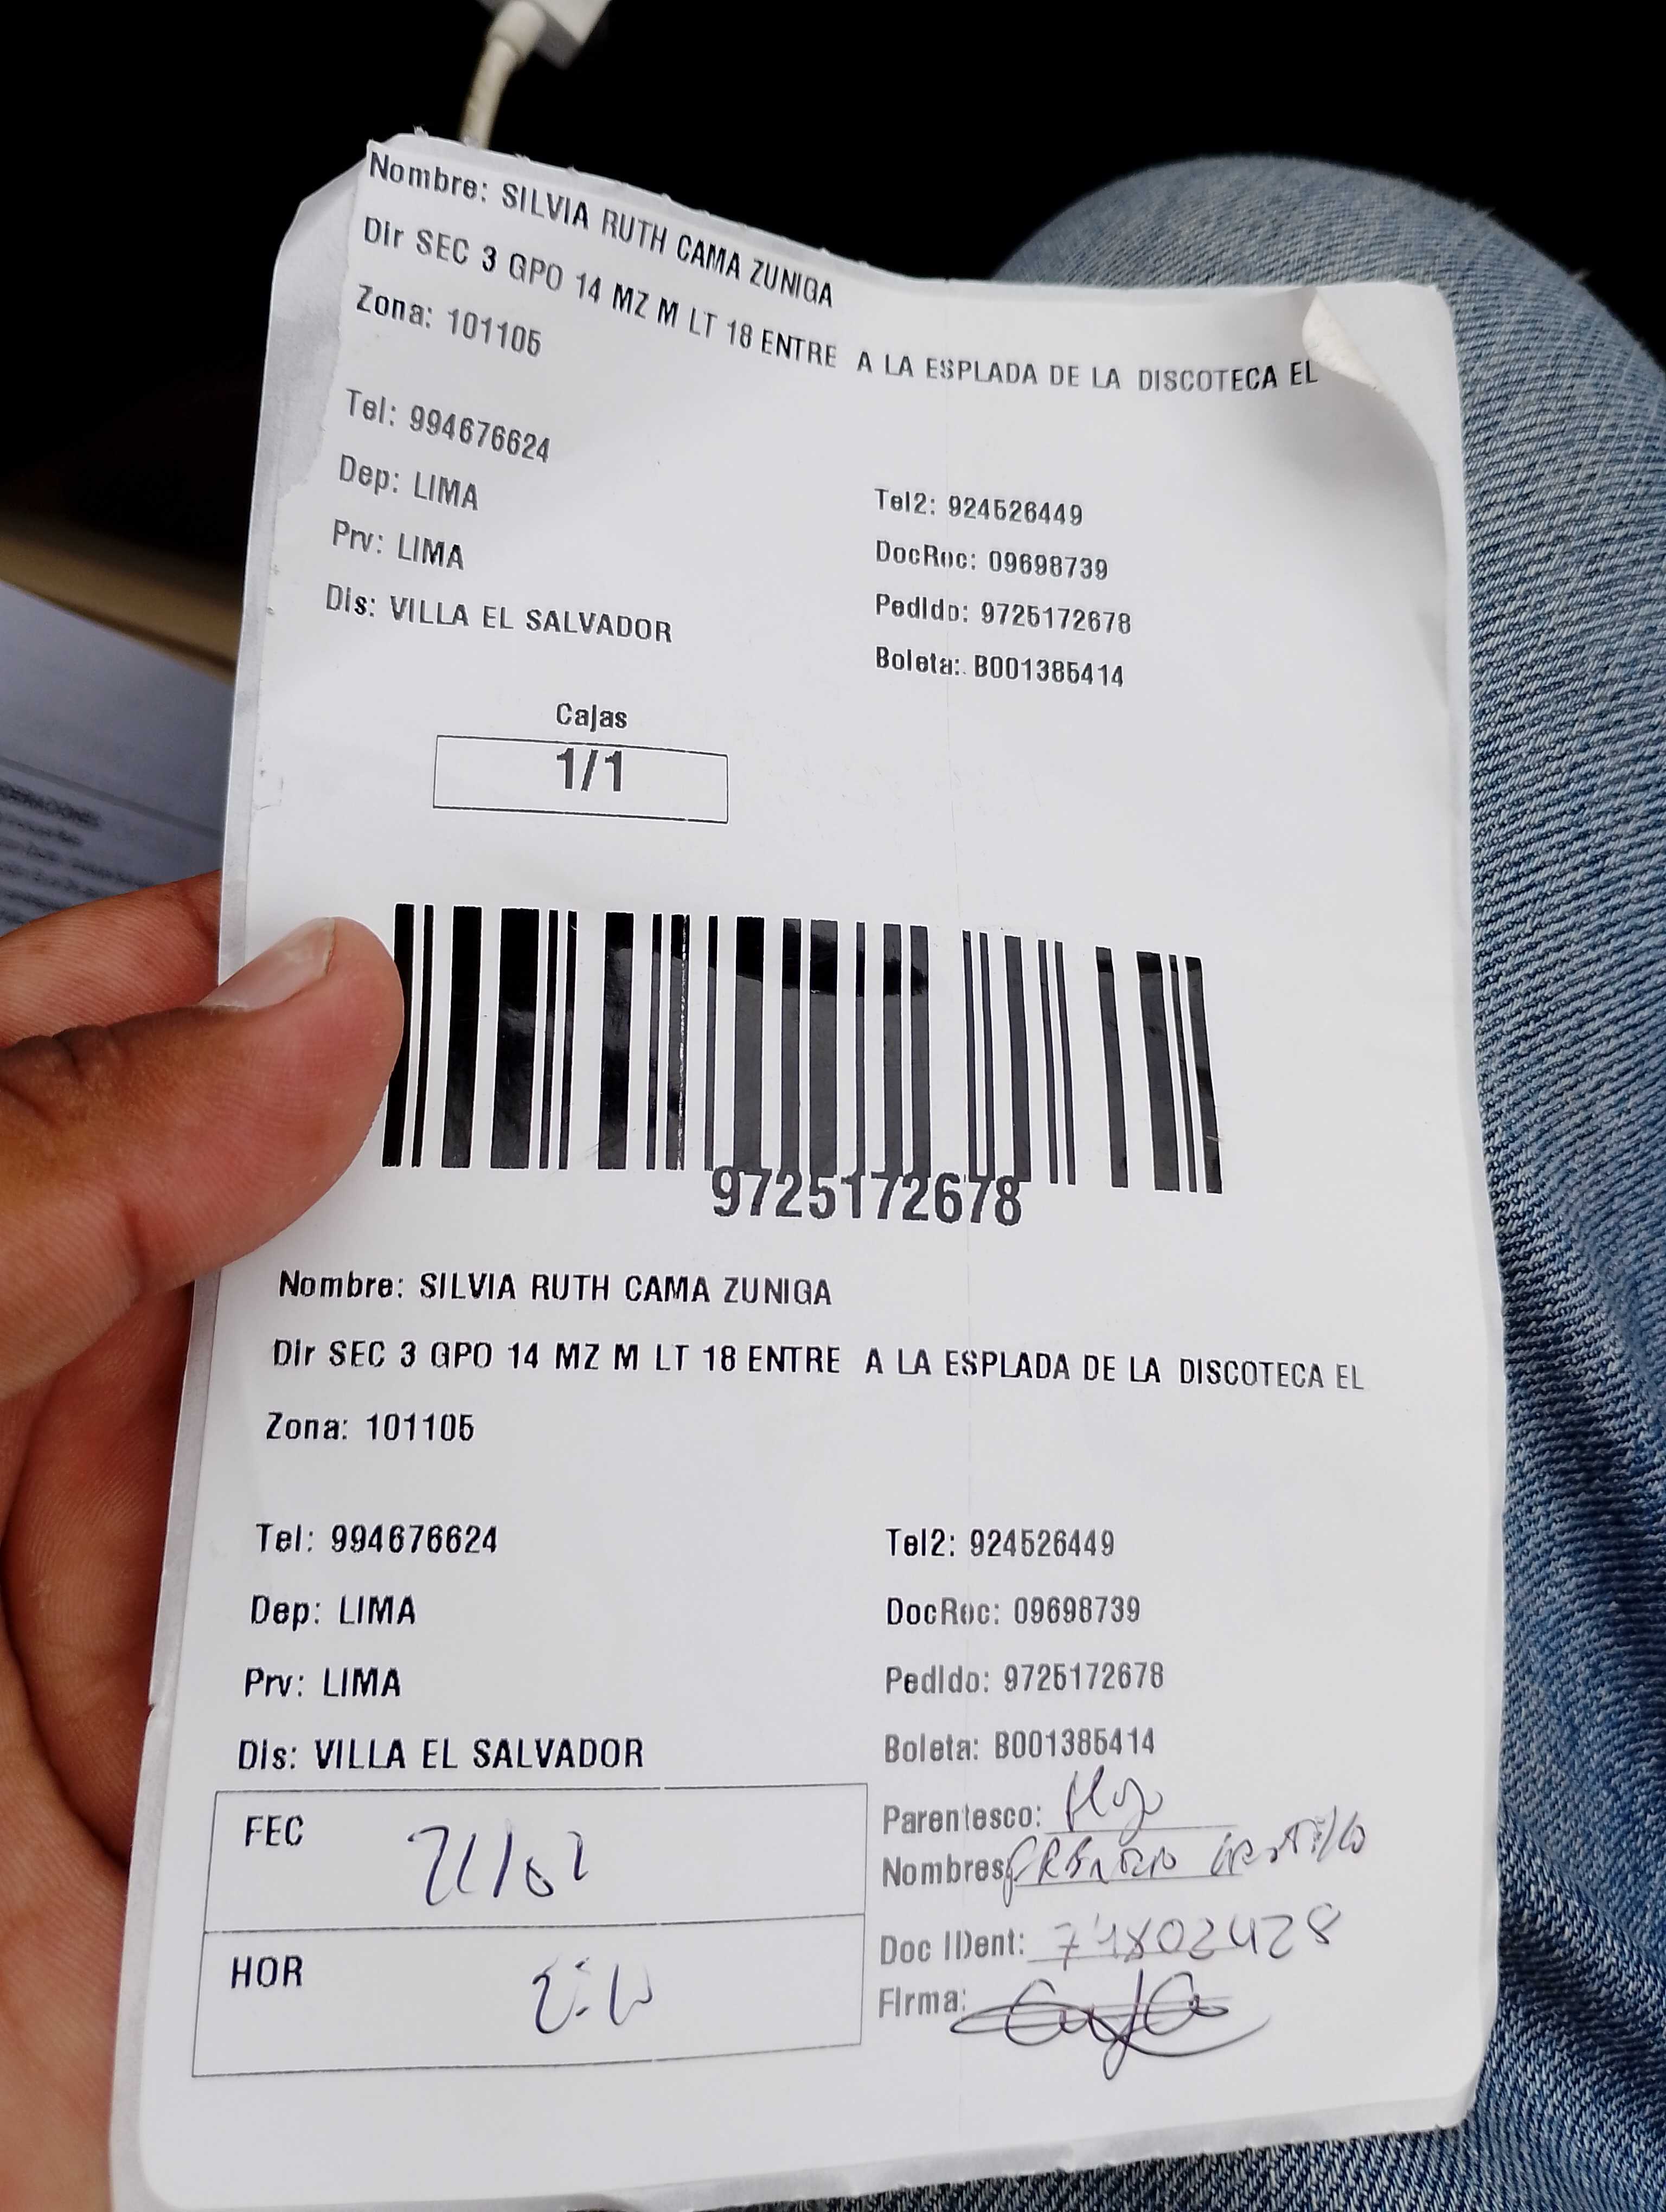 Nombre: SILVIA RUTH CAMA ZUNIGA
Dir SEC 3 GPO 14 MZ M LT 18 ENTRE A LA ESPLADA DE LA DISCOTECA EL
Zona: 101105
Tel: 994676624
Tel2: 924526449
Dep: LIMA
DocRec: 09698739
Prv: LIMA
Pedido: 9725172678
Dis: VILLA EL SALVADOR
Boleta: B001385414
Cajas
1/1
9725172678
Nombre: SILVIA RUTH CAMA ZUNIGA
Dir SEC 3 GPO 14 MZ M LT 18 ENTRE A LA ESPLADA DE LA DISCOTECA EL
Zona: 101105
Tel: 994676624
Tel2: 924526449
Dep: LIMA
DocRec: 09698739
Prv: LIMA
Pedido: 9725172678
Dis: VILLA EL SALVADOR
Boleta: B001385414
FEC
Parentesco: Hijo
Nombres
HOR
Doc IDent: 74802428
Firma: